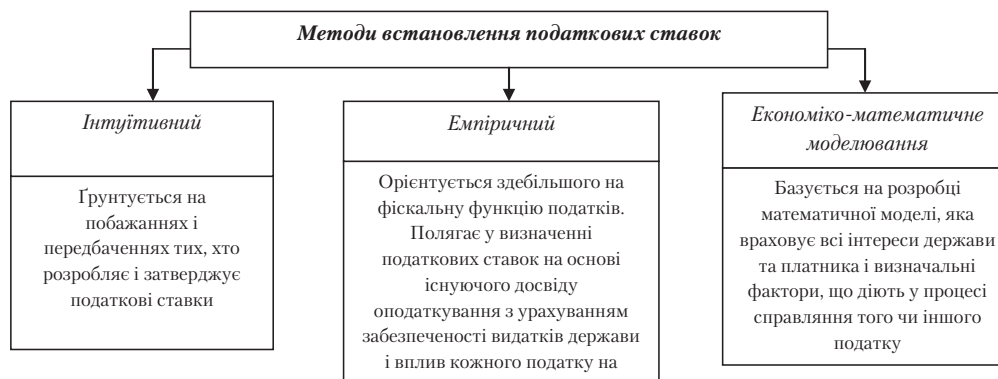 Методи встановлення податкових ставок
Інтуїтивний
Ґрунтується на
побажаннях і
передбаченнях тих, хто
розробляє і затверджує
податкові ставки
Емпіричний
Орієнтується здебільшого на
фіскальну функцію податків.
Полягає у визначенні
податкових ставок на основі
існуючого досвіду
оподаткування з урахуванням
забезпеченості видатків держави
і вплив кожного податку на
Економіко-математичне
моделювання
Базується на розробці
математичної моделі, яка
враховує всі інтереси держави
та платника і визначальні
фактори, що діють у процесі
справляння того чи іншого
податку